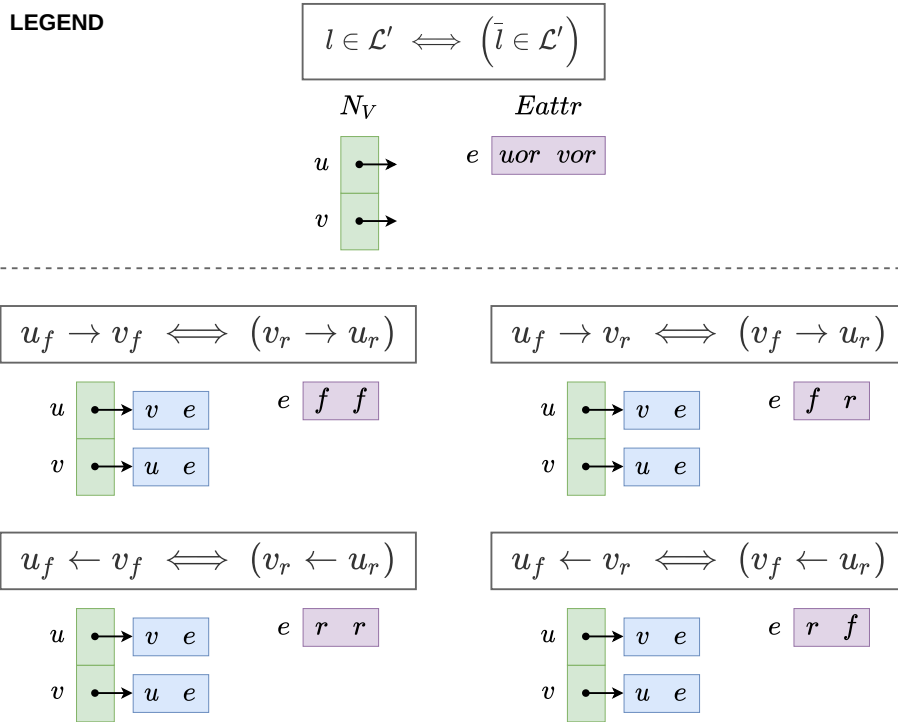 LEGEND
l ∈ 𝓛′ ⟺ (l̄ ∈ 𝓛′)
N_V Eattr
u e uor vor
v
u_f → v_f ⟺ (v_r → u_r) u_f → v_r ⟺ (v_f → u_r)
u v e e f f u v e e f r
v u e v u e
u_f ← v_f ⟺ (v_r ← u_r) u_f ← v_r ⟺ (v_f ← u_r)
u v e e r r u v e e r f
v u e v u e